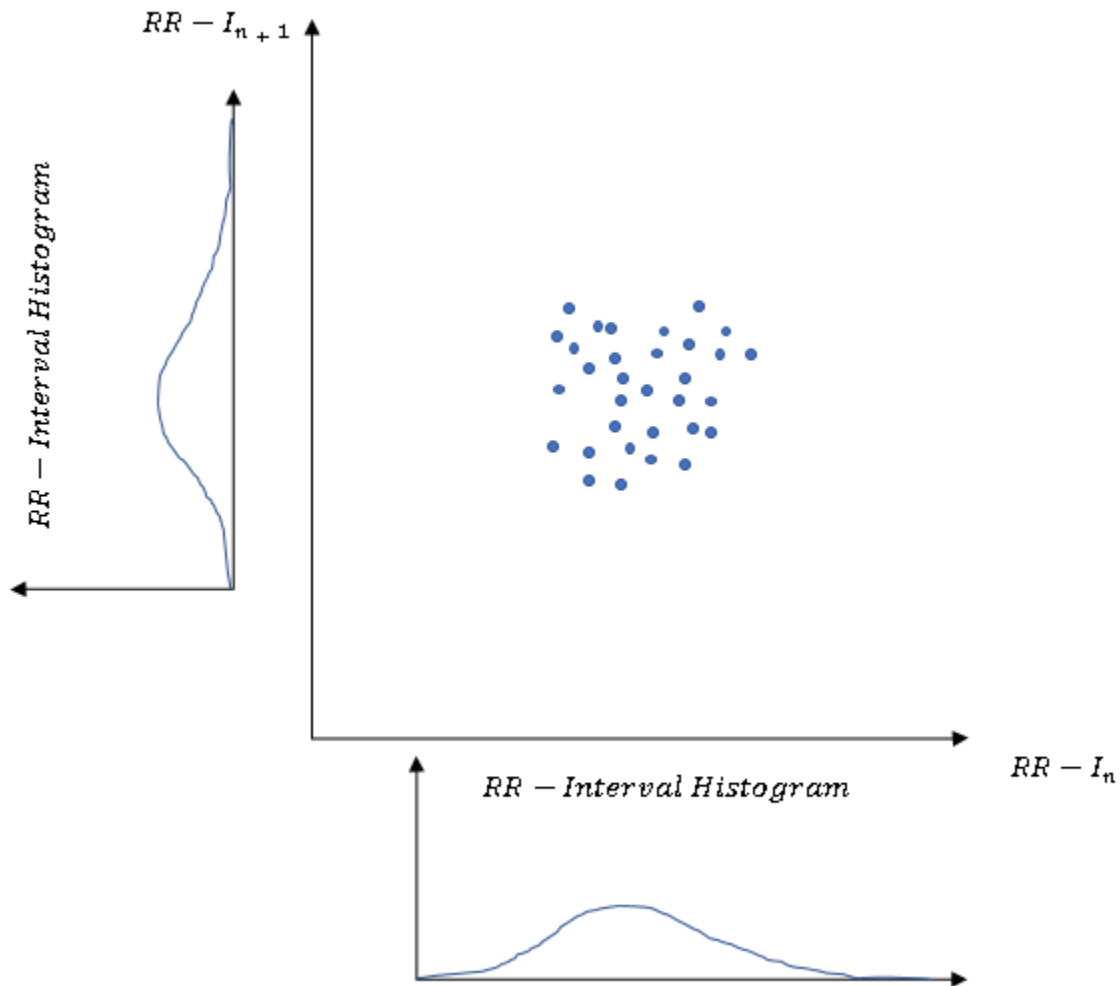 RR − I_{n + 1}
RR − Interval Histogram
RR − I_n
RR − Interval Histogram